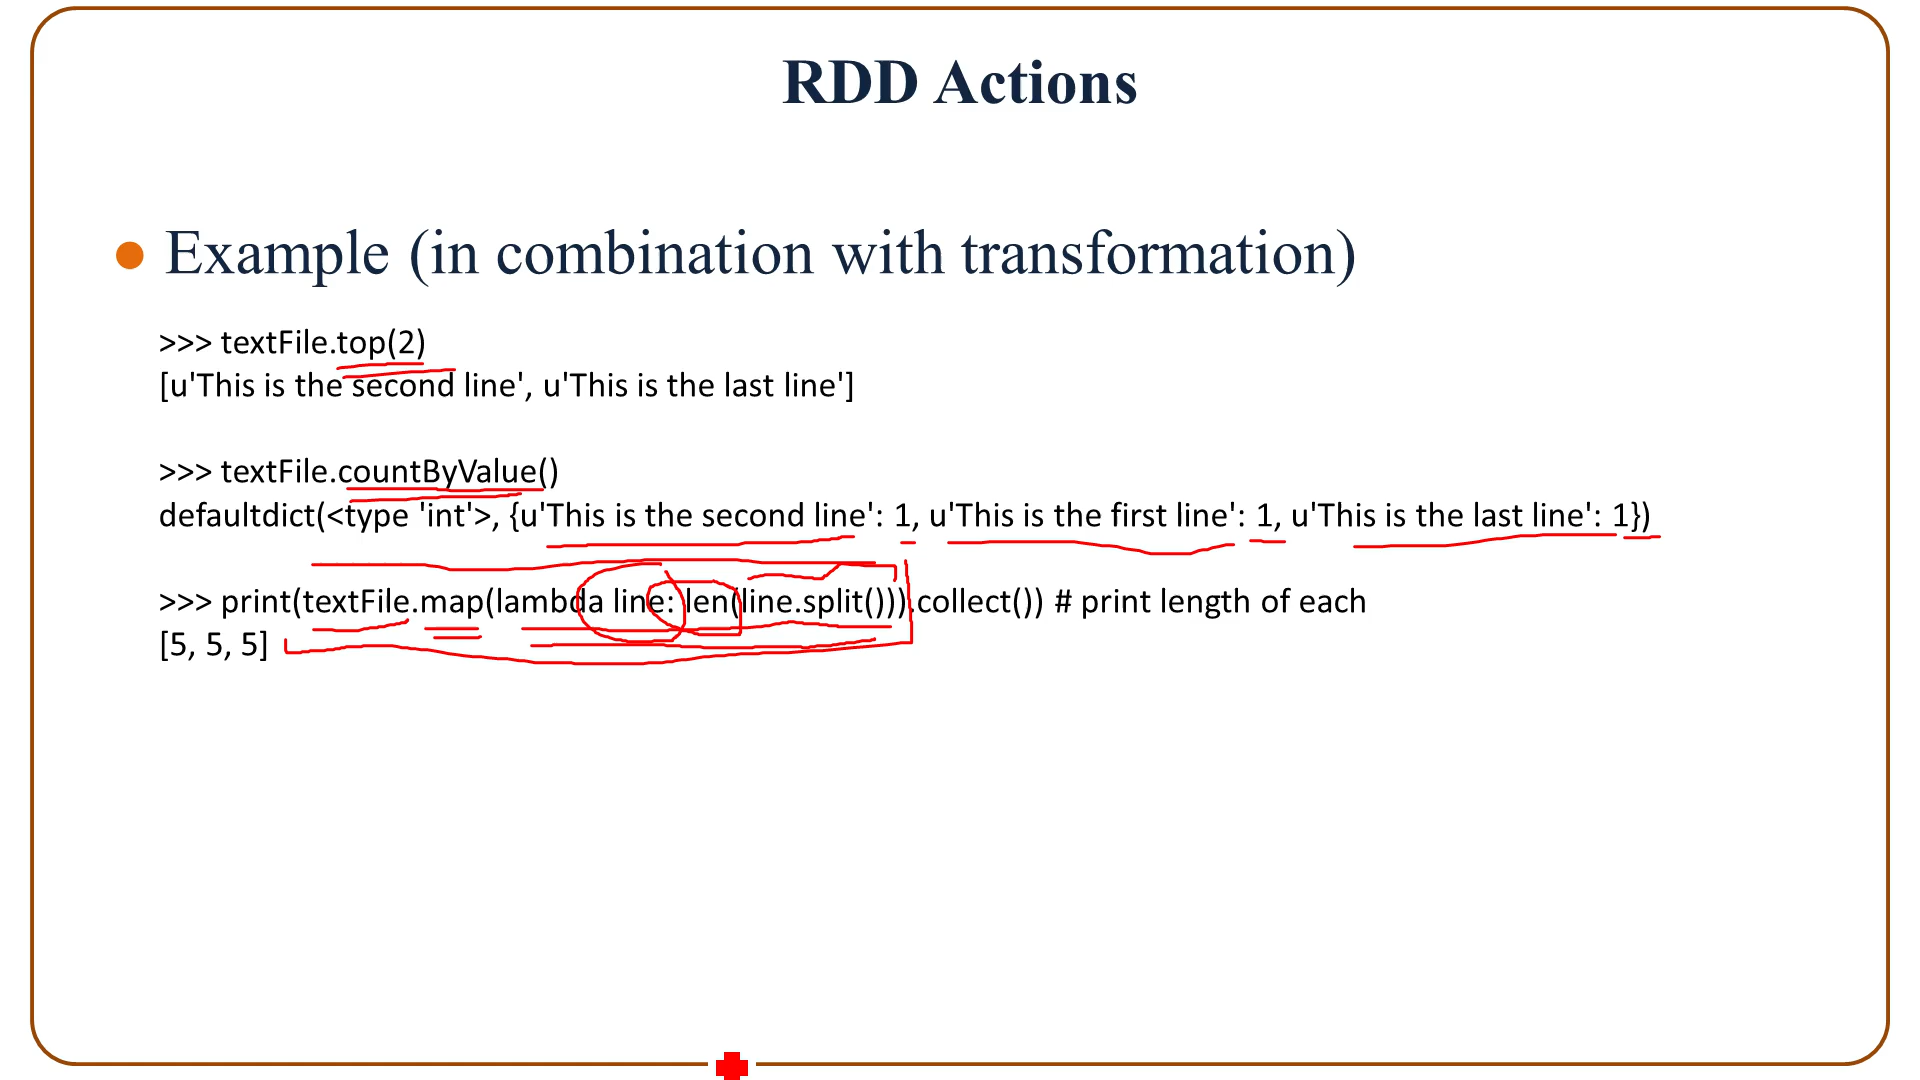 RDD Actions
Example (in combination with transformation)
>>> textFile.top(2)
[u'This is the second line', u'This is the last line']
>>> textFile.countByValue()
defaultdict(<type 'int'>, {u'This is the second line': 1, u'This is the first line': 1, u'This is the last line': 1})
>>> print(textFile.map(lambda line: len(line.split())).collect()) # print length of each
[5, 5, 5]